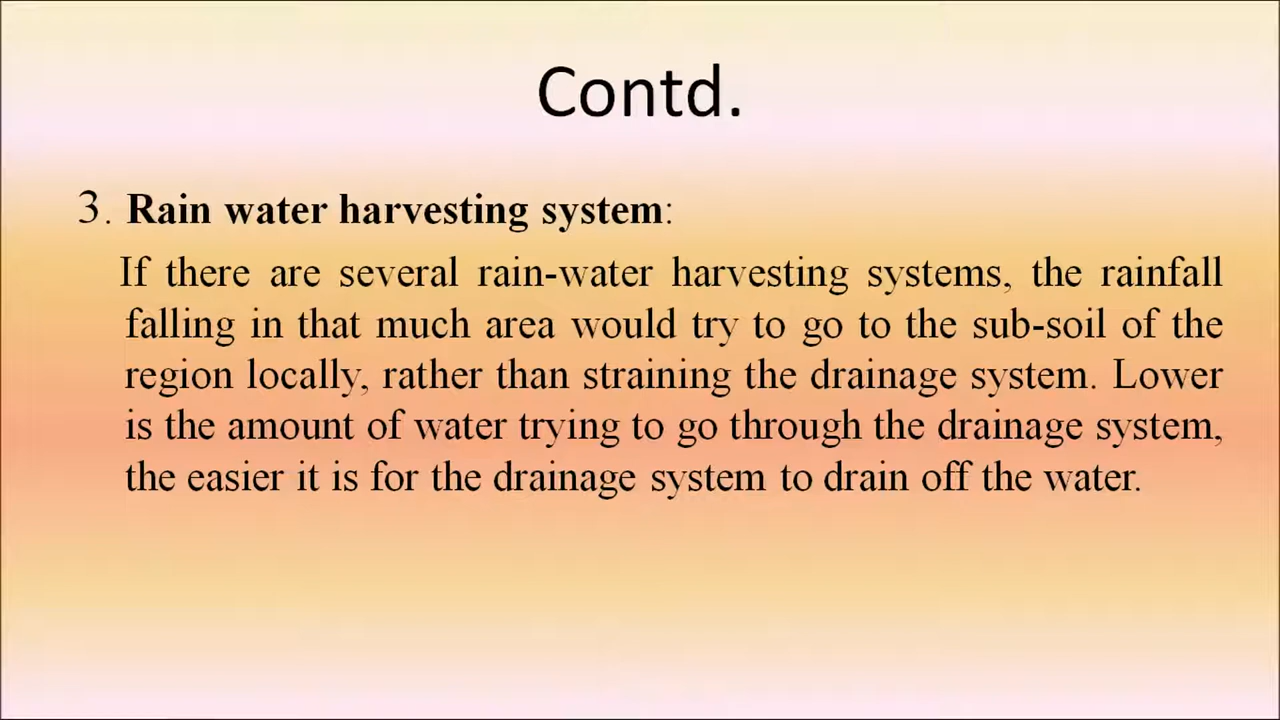 Contd.
3. Rain water harvesting system:
If there are several rain-water harvesting systems, the rainfall
falling in that much area would try to go to the sub-soil of the
region locally, rather than straining the drainage system. Lower
is the amount of water trying to go through the drainage system,
the easier it is for the drainage system to drain off the water.